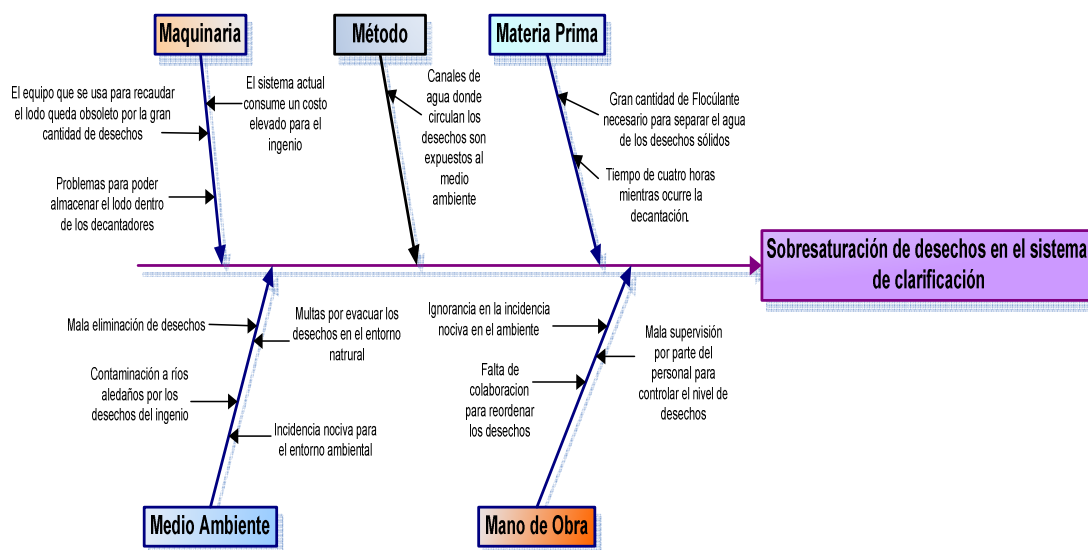 Maquinaria
Método
Materia Prima
El equipo que se usa para recaudar
el lodo queda obsoleto por la gran
cantidad de desechos
El sistema actual
consume un costo
elevado para el
ingenio
Problemas para poder
almacenar el lodo dentro
de los decantadores
Canales de
agua donde
circulan los
desechos son
expuestos al
medio
ambiente
Gran cantidad de Floculánte
necesario para separar el agua
de los desechos sólidos
Tiempo de cuatro horas
mientras ocurre la
decantación.
Sobresaturación de desechos en el sistema
de clarificación
Mala eliminación de desechos
Multas por evacuar los
desechos en el entorno
natrural
Contaminación a ríos
aledaños por los
desechos del ingenio
Incidencia nociva para
el entorno ambiental
Ignorancia en la incidencia
nociva en el ambiente
Mala supervisión
por parte del
personal para
controlar el nivel de
desechos
Falta de
colaboracion
para reordenar
los desechos
Medio Ambiente
Mano de Obra